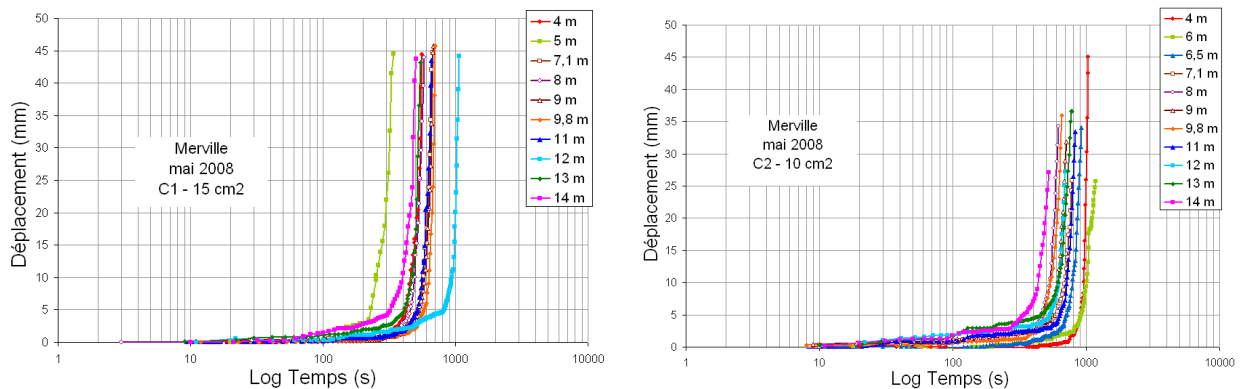 50
45
40
35
30
25
20
15
10
5
0
Déplacement (mm)
1
10
100
1000
10000
Log Temps (s)
Merville
mai 2008
C1 - 15 cm2
4 m
5 m
7,1 m
8 m
9 m
9,8 m
11 m
12 m
13 m
14 m
50
45
40
35
30
25
20
15
10
5
0
Déplacement (mm)
1
10
100
1000
10000
Log Temps (s)
Merville
mai 2008
C2 - 10 cm2
4 m
6 m
6,5 m
7,1 m
8 m
9 m
9,8 m
11 m
12 m
13 m
14 m